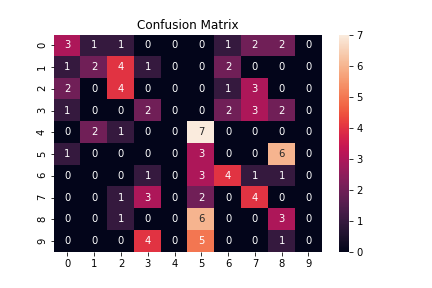 Confusion Matrix
0 3 1 1 0 0 0 1 2 2 0
1 1 2 4 1 0 0 2 0 0 0
2 2 0 4 0 0 0 1 3 0 0
3 1 0 0 2 0 0 2 3 2 0
4 0 2 1 0 0 7 0 0 0 0
5 1 0 0 0 0 3 0 0 6 0
6 0 0 0 1 0 3 4 1 1 0
7 0 0 1 3 0 2 0 4 0 0
8 0 0 1 0 0 6 0 0 3 0
9 0 0 0 4 0 5 0 0 1 0
0 1 2 3 4 5 6 7 8 9
7
6
5
4
3
2
1
0